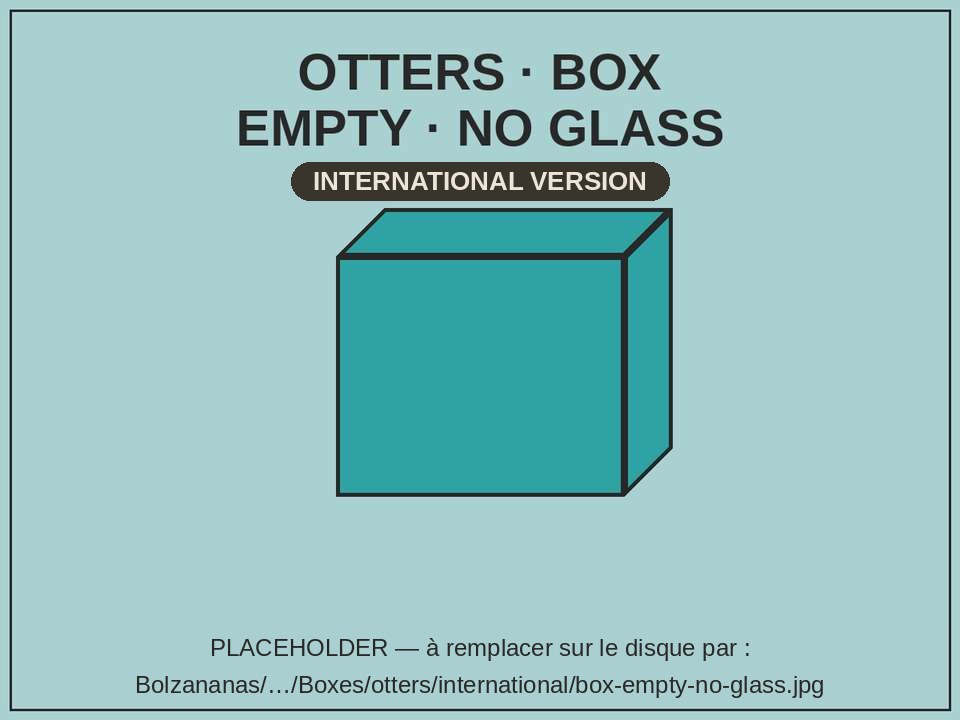 OTTERS · BOX
EMPTY · NO GLASS
INTERNATIONAL VERSION
PLACEHOLDER — à remplacer sur le disque par :
Bolzananas/…/Boxes/otters/international/box-empty-no-glass.jpg